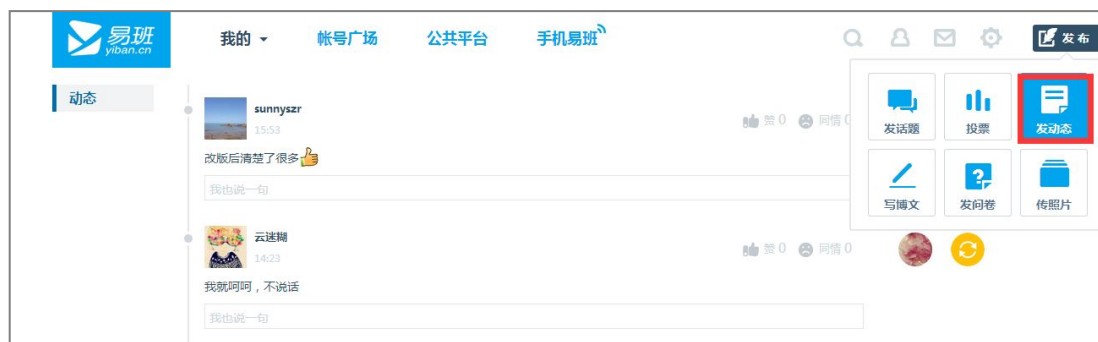 易班
yiban.cn
我的
帐号广场
公共平台
手机易班
发布
动态
sunnyszr
15:53
赞 0
同情 0
改版后清楚了很多
我也说一句
云迷糊
14:23
赞 0
同情 0
我就呵呵，不说话
我也说一句
发话题
投票
发动态
写博文
发问卷
传照片